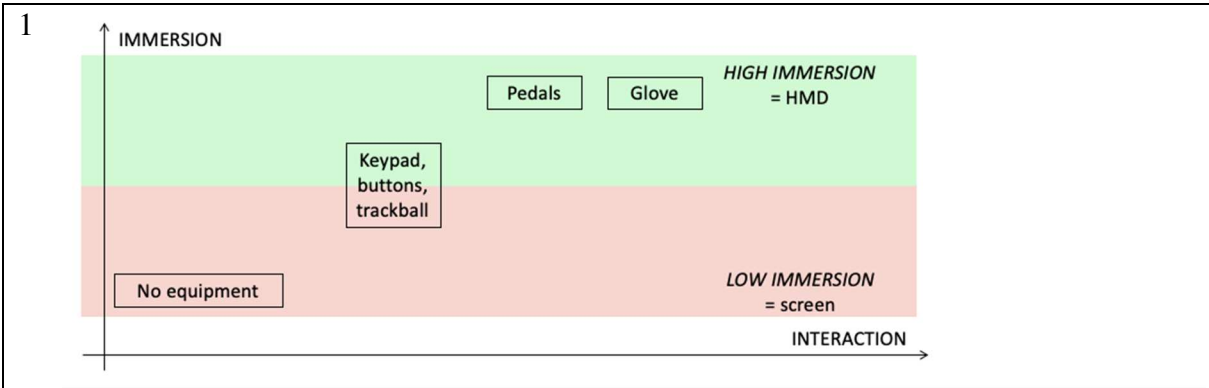 1
IMMERSION
HIGH IMMERSION
= HMD
Pedals
Glove
Keypad,
buttons,
trackball
No equipment
LOW IMMERSION
= screen
INTERACTION